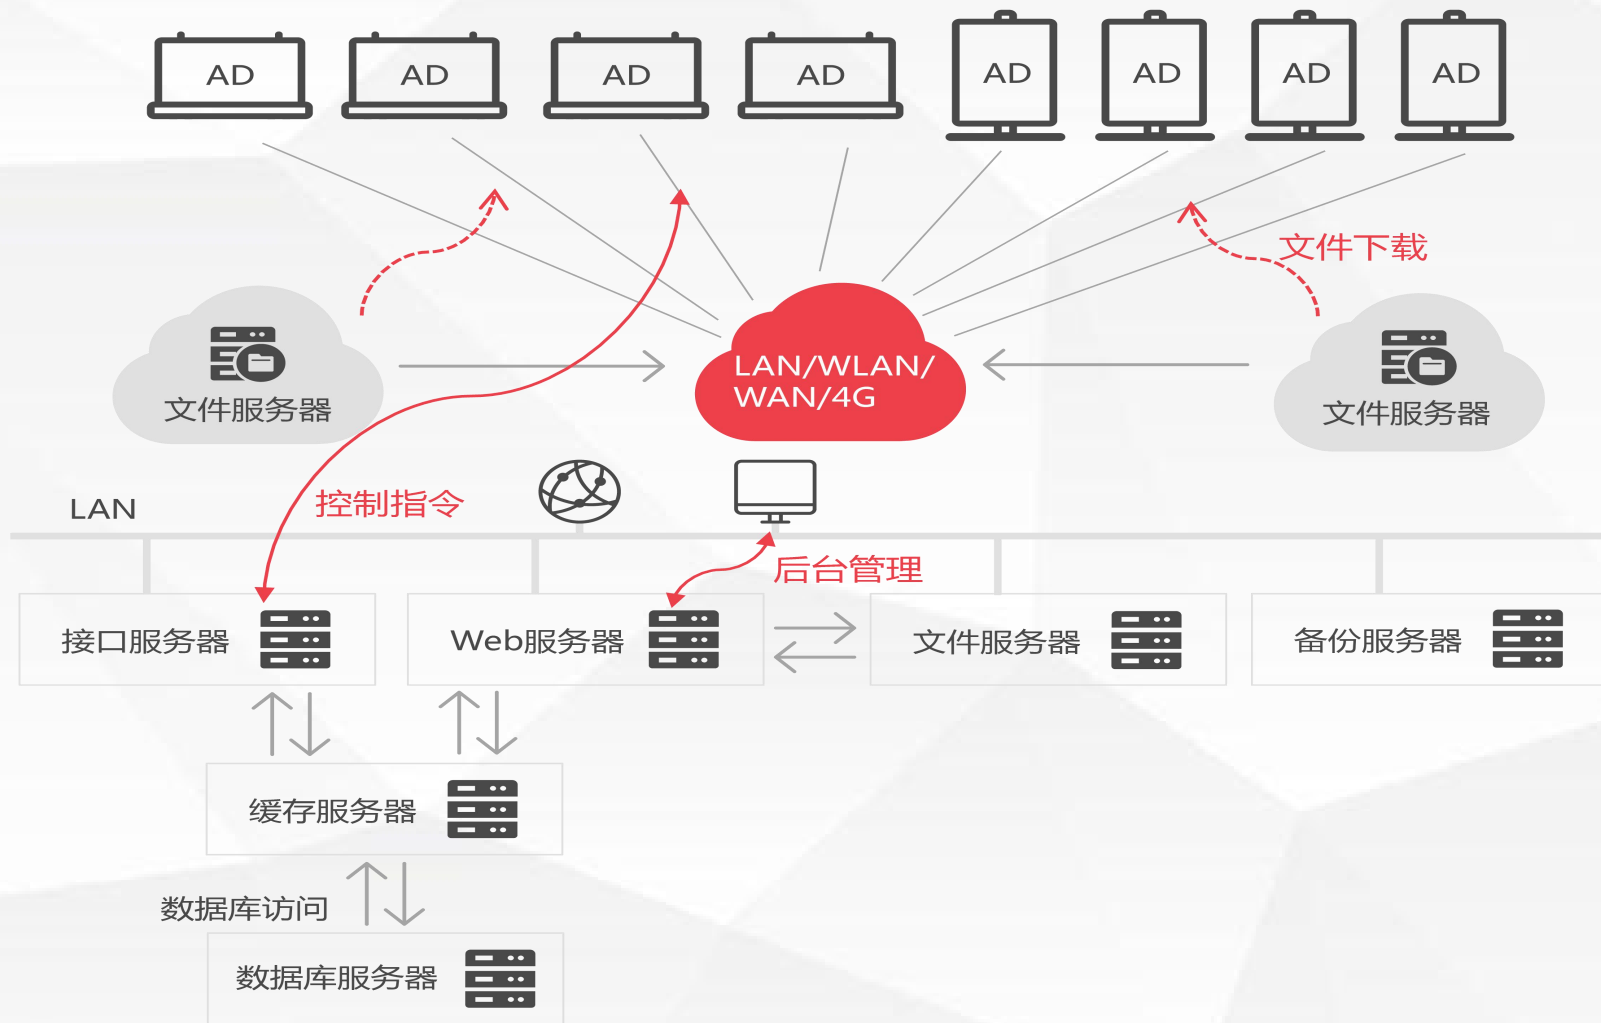 AD
AD
AD
AD
AD
AD
AD
AD
文件下载
LAN/WLAN/
WAN/4G
文件服务器
文件服务器
LAN
控制指令
后台管理
接口服务器
Web服务器
文件服务器
备份服务器
缓存服务器
数据库访问
数据库服务器